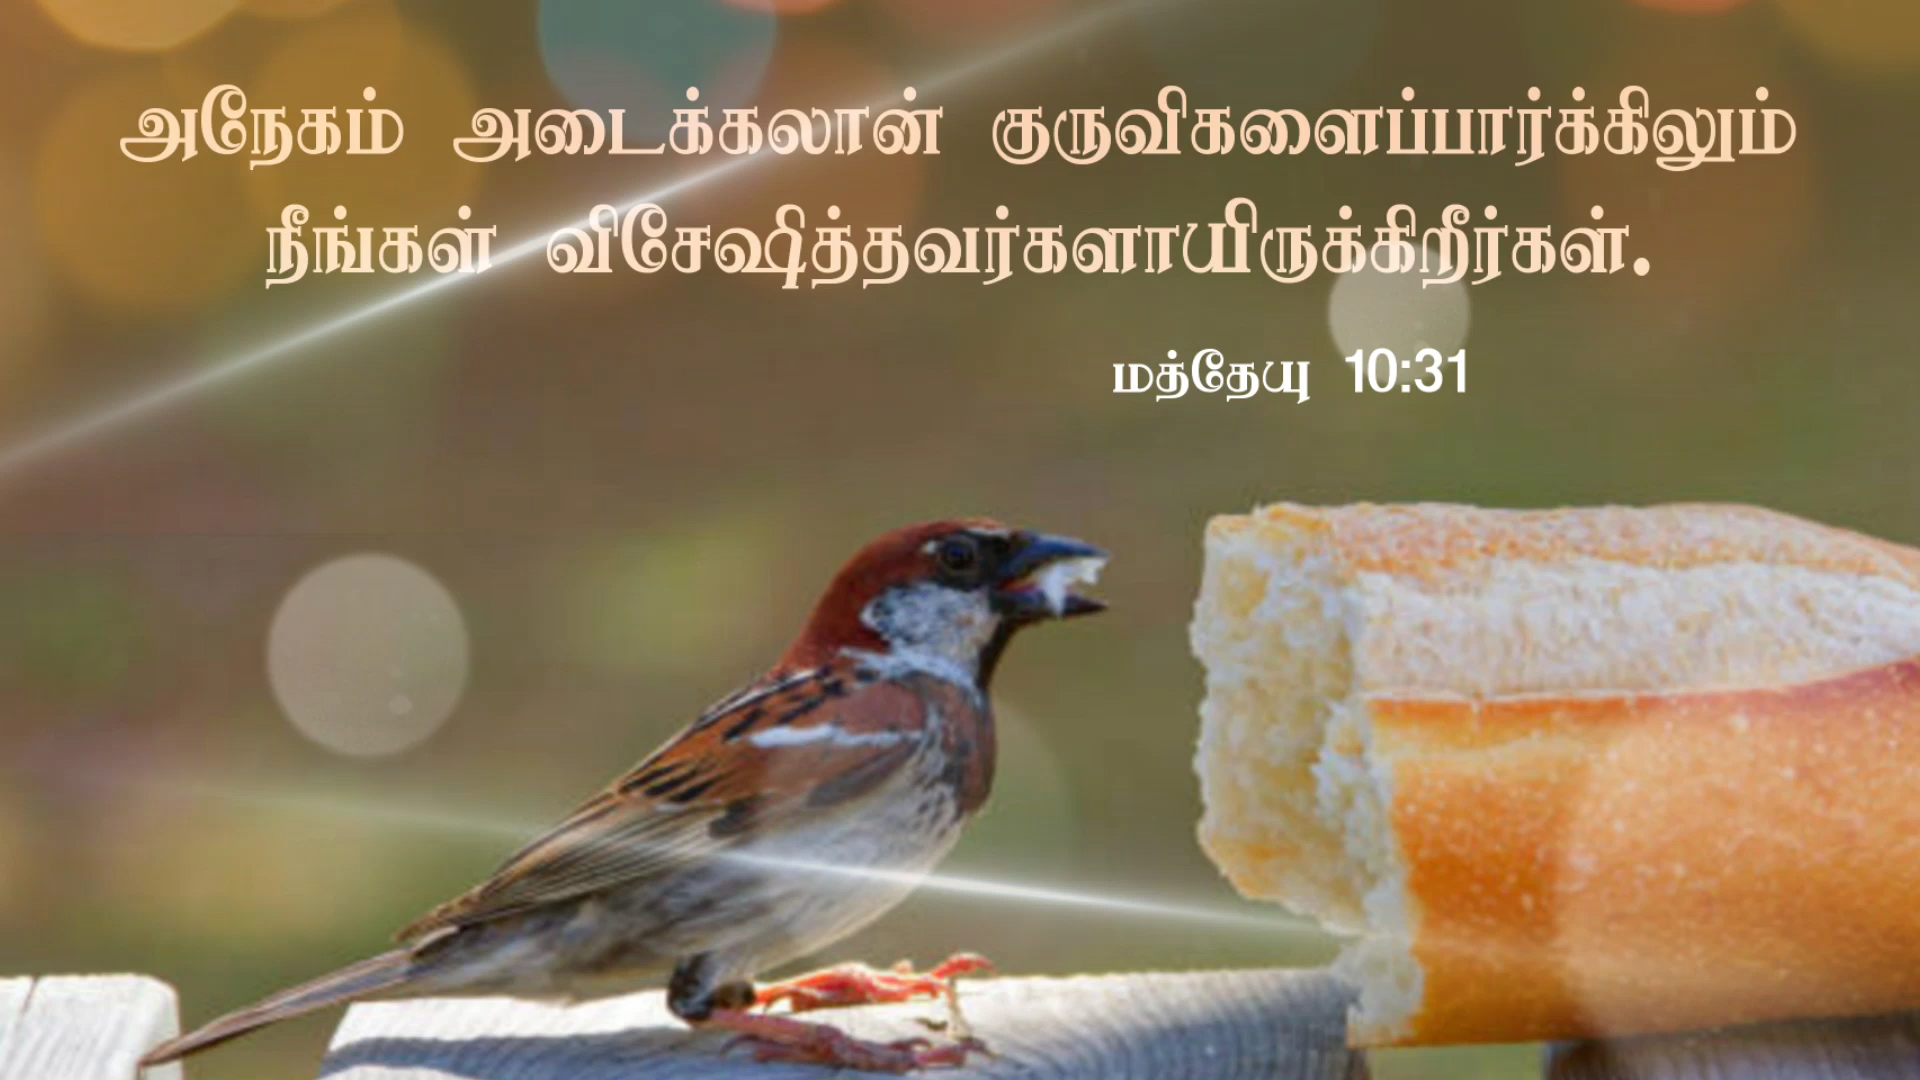 அநேகம் அடைக்கலான் குருவிகளைப்பார்க்கிலும்
நீங்கள் விசேஷித்தவர்களாயிருக்கிறீர்கள்.
மத்தேயு 10:31